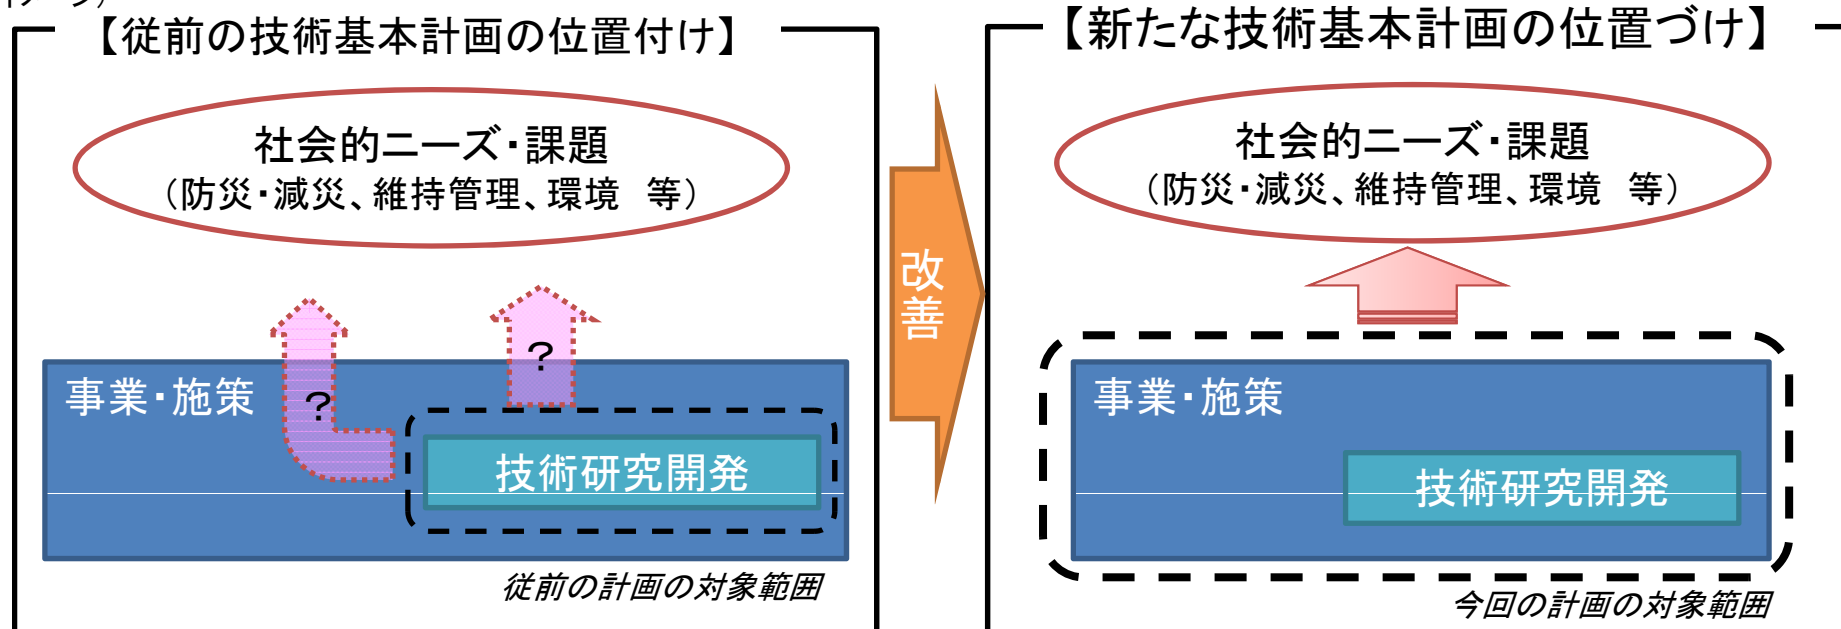 イメージ）
【従前の技術基本計画の位置付け】
社会的ニーズ・課題
（防災・減災、維持管理、環境　等）
？
？
事業・施策
技術研究開発
従前の計画の対象範囲
改善
【新たな技術基本計画の位置づけ】
社会的ニーズ・課題
（防災・減災、維持管理、環境　等）
事業・施策
技術研究開発
今回の計画の対象範囲